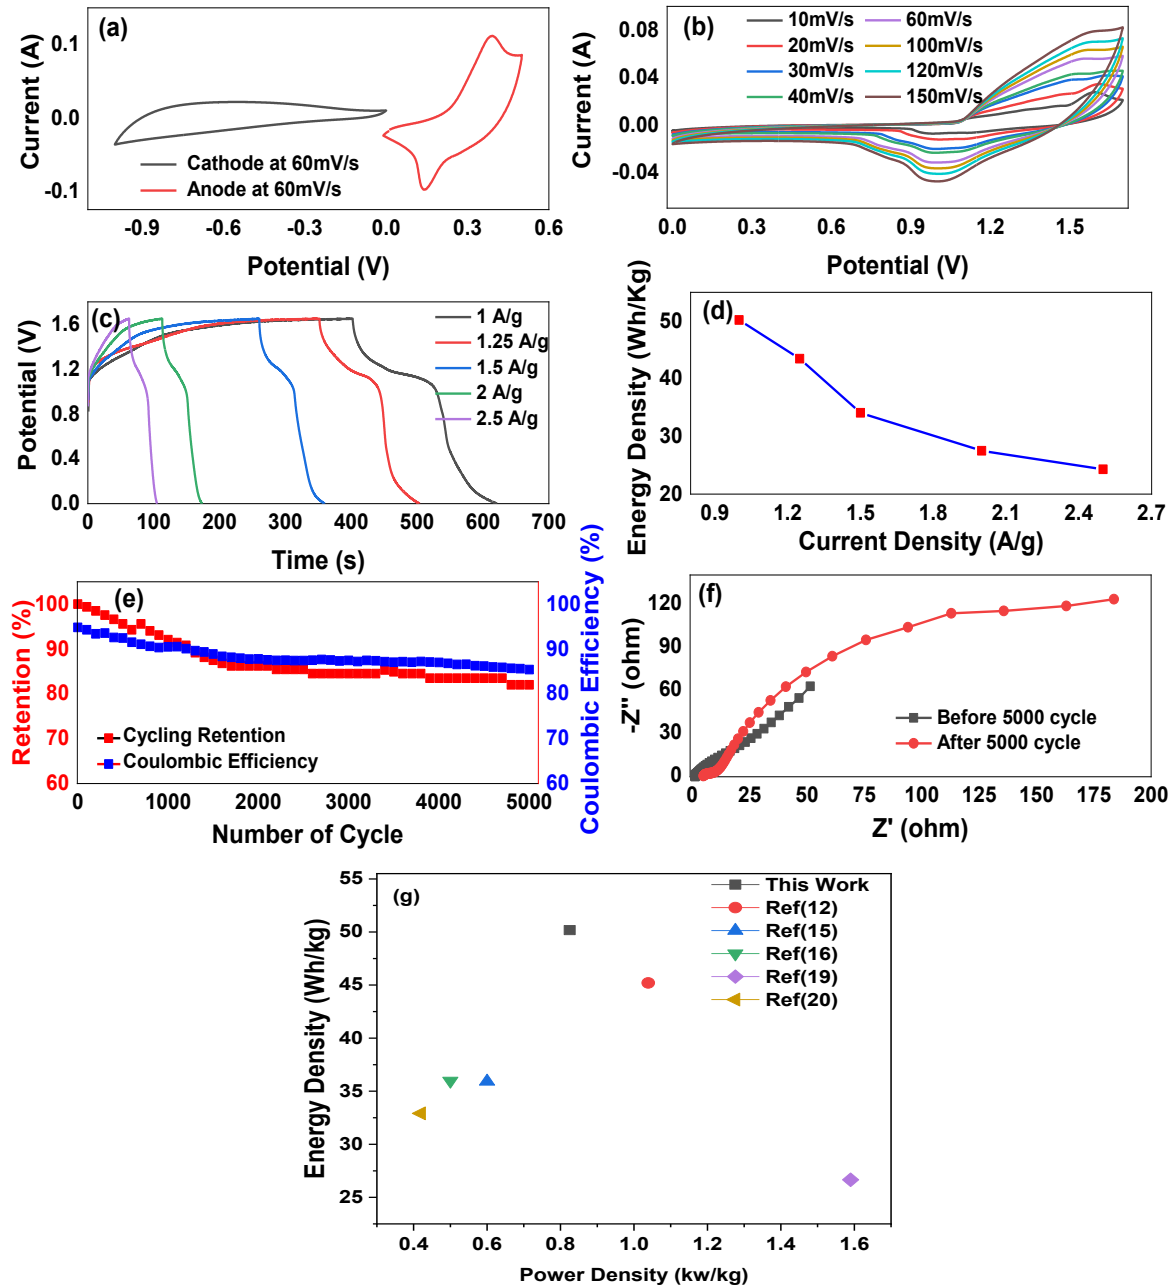 (a)
Current (A)
0.1
0.0
-0.1
Cathode at 60mV/s
Anode at 60mV/s
-0.9 -0.6 -0.3 0.0 0.3 0.6
Potential (V)
(b)
Current (A)
0.08
0.04
0.00
-0.04
10mV/s 60mV/s
20mV/s 100mV/s
30mV/s 120mV/s
40mV/s 150mV/s
0.0 0.3 0.6 0.9 1.2 1.5
Potential (V)
(c)
Potential (V)
1.6
1.2
0.8
0.4
0.0
1 A/g
1.25 A/g
1.5 A/g
2 A/g
2.5 A/g
0 100 200 300 400 500 600 700
Time (s)
(d)
Energy Density (Wh/Kg)
50
40
30
20
0.9 1.2 1.5 1.8 2.1 2.4 2.7
Current Density (A/g)
(e)
Retention (%)
100
90
80
70
60
Cycling Retention
Coulombic Efficiency
100
90
80
70
60
Coulombic Efficiency (%)
0 1000 2000 3000 4000 5000
Number of Cycle
(f)
-Z'' (ohm)
120
90
60
30
0
Before 5000 cycle
After 5000 cycle
0 25 50 75 100 125 150 175 200
Z' (ohm)
(g)
Energy Density (Wh/kg)
55
50
45
40
35
30
25
This Work
Ref(12)
Ref(15)
Ref(16)
Ref(19)
Ref(20)
0.4 0.6 0.8 1.0 1.2 1.4 1.6
Power Density (kw/kg)